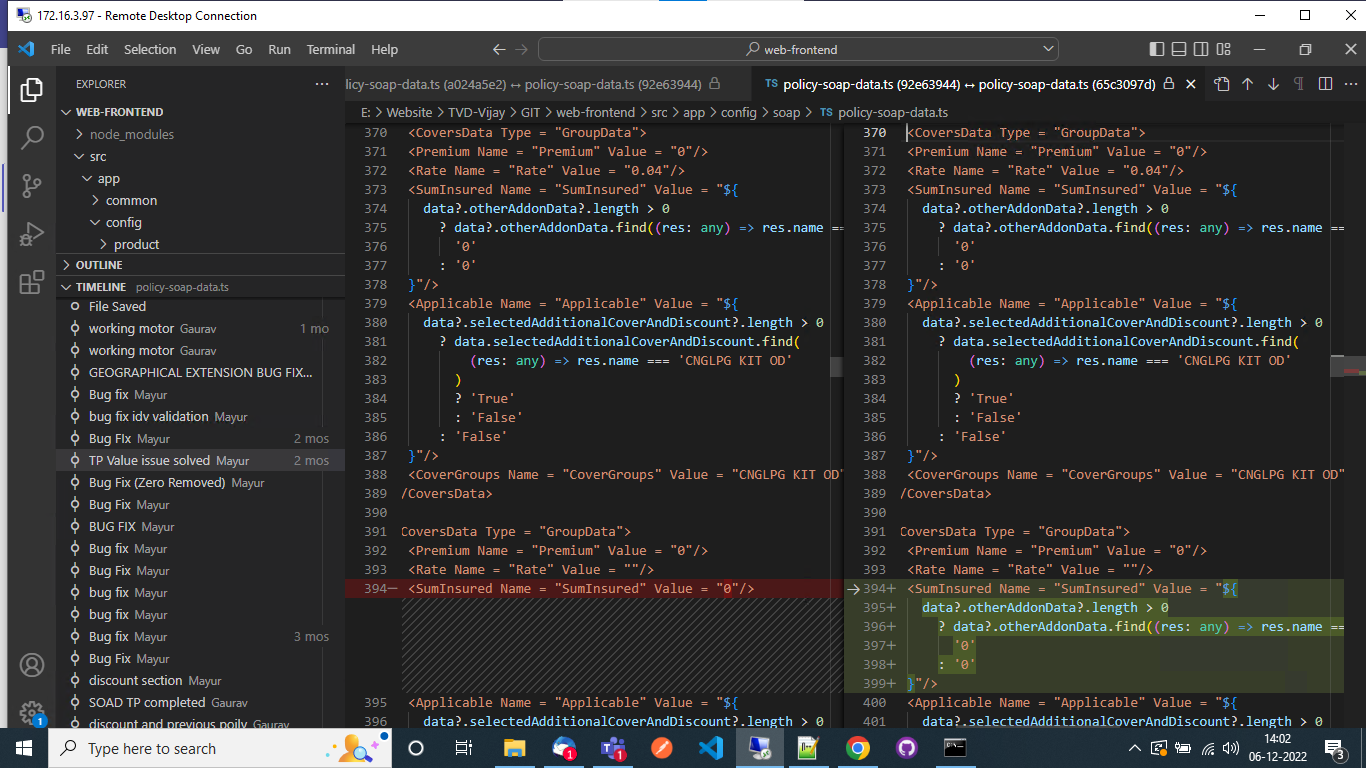 172.16.3.97 - Remote Desktop Connection
File Edit Selection View Go Run Terminal Help
web-frontend
EXPLORER
licy-soap-data.ts (a024a5e2) ↔ policy-soap-data.ts (92e63944)
TS policy-soap-data.ts (92e63944) ↔ policy-soap-data.ts (65c3097d)
E: > Website > TVD-Vijay > GIT > web-frontend > src > app > config > soap > TS policy-soap-data.ts
WEB-FRONTEND
node_modules
src
app
common
config
product
OUTLINE
TIMELINE policy-soap-data.ts
File Saved
working motor Gaurav 1 mo
working motor Gaurav
GEOGRAPHICAL EXTENSION BUG FIX...
Bug fix Mayur
bug fix idv validation Mayur
Bug FIx Mayur 2 mos
TP Value issue solved Mayur 2 mos
Bug Fix (Zero Removed) Mayur
Bug Fix Mayur
BUG FIX Mayur
Bug fix Mayur
Bug Fix Mayur
bug fix Mayur
bug fix Mayur
Bug fix Mayur 3 mos
Bug Fix Mayur
discount section Mayur
SOAD TP completed Gaurav
discount and previous poily Gaurav
1
370 <CoversData Type = "GroupData">
371 <Premium Name = "Premium" Value = "0"/>
372 <Rate Name = "Rate" Value = "0.04"/>
373 <SumInsured Name = "SumInsured" Value = "${
374 data?.otherAddonData?.length > 0
375 ? data?.otherAddonData.find((res: any) => res.name ==
376 '0'
377 : '0'
378 }"/>
379 <Applicable Name = "Applicable" Value = "${
380 data?.selectedAdditionalCoverAndDiscount?.length > 0
381 ? data.selectedAdditionalCoverAndDiscount.find(
382 (res: any) => res.name === 'CNGLPG KIT OD'
383 )
384 ? 'True'
385 : 'False'
386 : 'False'
387 }"/>
388 <CoverGroups Name = "CoverGroups" Value = "CNGLPG KIT OD"
389 /CoversData>
390
391 CoversData Type = "GroupData">
392 <Premium Name = "Premium" Value = "0"/>
393 <Rate Name = "Rate" Value = ""/>
394— <SumInsured Name = "SumInsured" Value = "0"/>
395 <Applicable Name = "Applicable" Value = "${
396 data?.selectedAdditionalCoverAndDiscount?.length > 0
370 <CoversData Type = "GroupData">
371 <Premium Name = "Premium" Value = "0"/>
372 <Rate Name = "Rate" Value = "0.04"/>
373 <SumInsured Name = "SumInsured" Value = "${
374 data?.otherAddonData?.length > 0
375 ? data?.otherAddonData.find((res: any) => res.name ==
376 '0'
377 : '0'
378 }"/>
379 <Applicable Name = "Applicable" Value = "${
380 data?.selectedAdditionalCoverAndDiscount?.length > 0
381 ? data.selectedAdditionalCoverAndDiscount.find(
382 (res: any) => res.name === 'CNGLPG KIT OD'
383 )
384 ? 'True'
385 : 'False'
386 : 'False'
387 }"/>
388 <CoverGroups Name = "CoverGroups" Value = "CNGLPG KIT OD"
389 /CoversData>
390
391 CoversData Type = "GroupData">
392 <Premium Name = "Premium" Value = "0"/>
393 <Rate Name = "Rate" Value = ""/>
394+ <SumInsured Name = "SumInsured" Value = "${
395+ data?.otherAddonData?.length > 0
396+ ? data?.otherAddonData.find((res: any) => res.name ==
397+ '0'
398+ : '0'
399+ }"/>
400 <Applicable Name = "Applicable" Value = "${
401 data?.selectedAdditionalCoverAndDiscount?.length > 0
Type here to search
1
1
14:02
06-12-2022
3